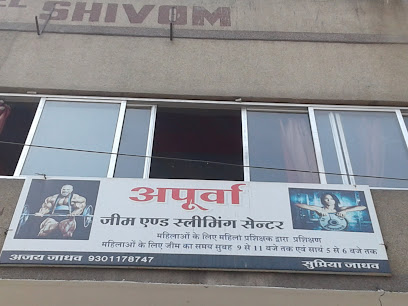 EL SHIVOM
अपूर्वा
जीम एण्ड स्लीमिंग सेन्टर
महिलाओं के लिए महिला प्रशिक्षक द्वारा प्रशिक्षण
महिलाओं के लिए जीम का समय सुबह 9 से 11 बजे तक एवं सायं 5 से 6 बजे तक
अजय जाधव 9301178747
सुप्रिया जाधव